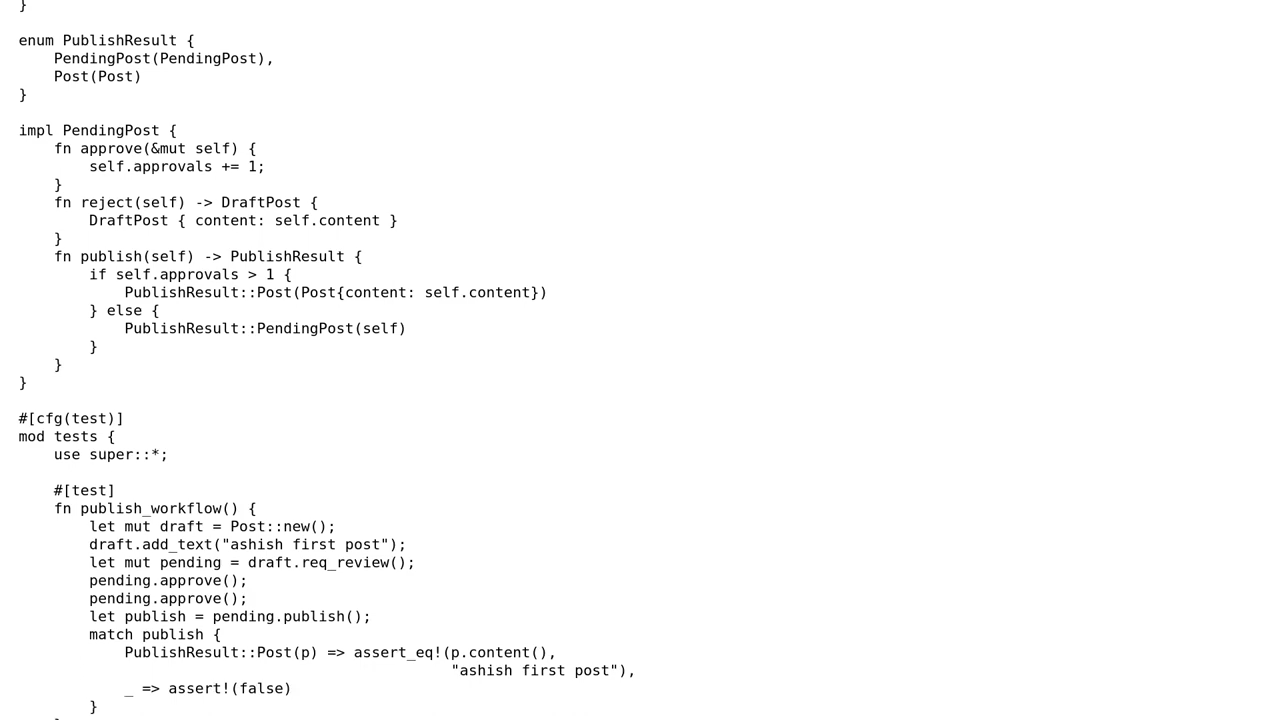 }
enum PublishResult {
    PendingPost(PendingPost),
    Post(Post)
}
impl PendingPost {
    fn approve(&mut self) {
        self.approvals += 1;
    }
    fn reject(self) -> DraftPost {
        DraftPost { content: self.content }
    }
    fn publish(self) -> PublishResult {
        if self.approvals > 1 {
            PublishResult::Post(Post{content: self.content})
        } else {
            PublishResult::PendingPost(self)
        }
    }
}
#[cfg(test)]
mod tests {
    use super::*;
    #[test]
    fn publish_workflow() {
        let mut draft = Post::new();
        draft.add_text("ashish first post");
        let mut pending = draft.req_review();
        pending.approve();
        pending.approve();
        let publish = pending.publish();
        match publish {
            PublishResult::Post(p) => assert_eq!(p.content(),
                                                 "ashish first post"),
            _ => assert!(false)
        }